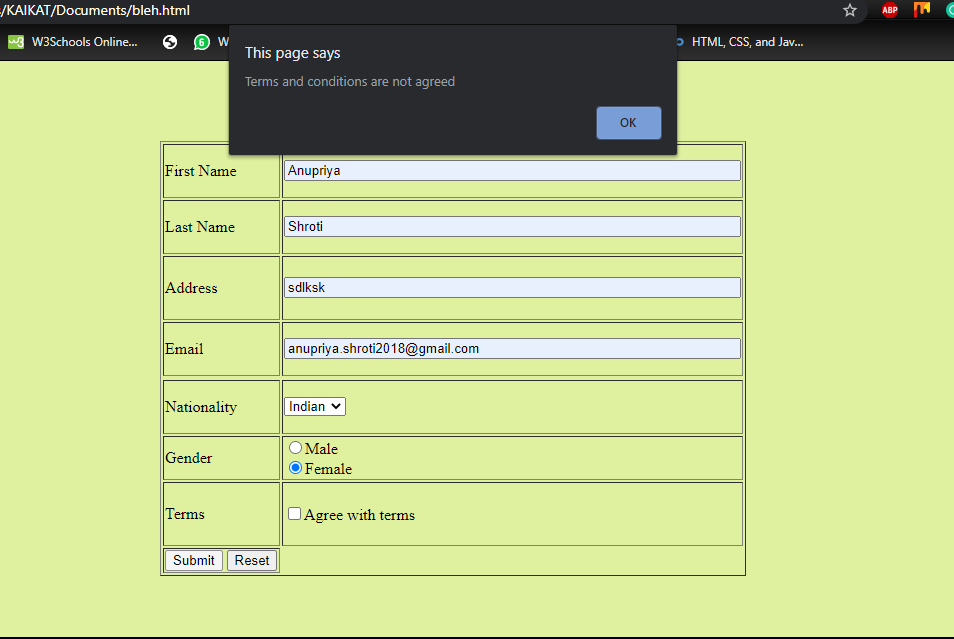 /KAIKAT/Documents/bleh.html
ABP
W3Schools Online... 6 W HTML, CSS, and Jav...
This page says
Terms and conditions are not agreed
OK
First Name Anupriya
Last Name Shroti
Address sdlksk
Email anupriya.shroti2018@gmail.com
Nationality Indian
Gender Male
Female
Terms Agree with terms
Submit Reset